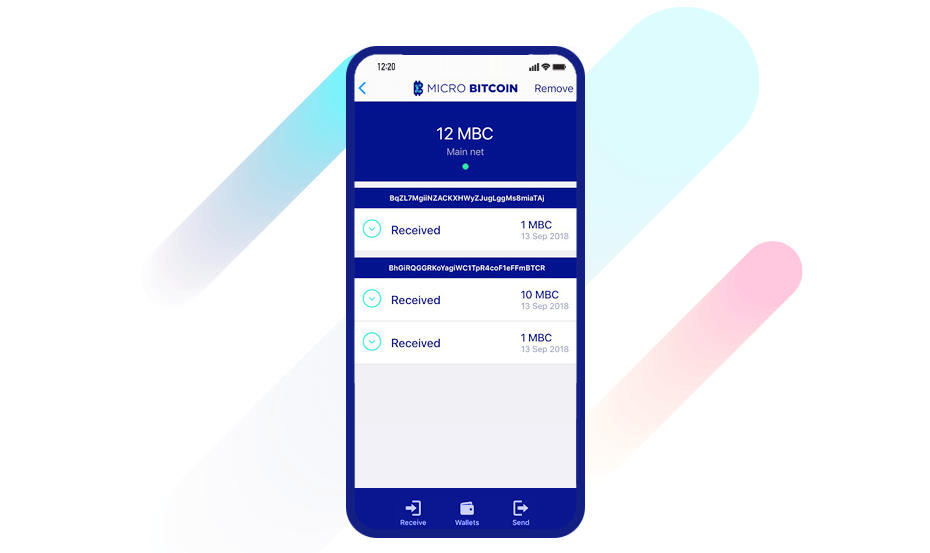 12:20
MICRO BITCOIN Remove
12 MBC
Main net
BqZL7MgiiNZACKXHWyZJugLggMs8miaTAj
Received 1 MBC
13 Sep 2018
BhGiRQGGRKoYagiWC1TpR4coF1eFFmBTCR
Received 10 MBC
13 Sep 2018
Received 1 MBC
13 Sep 2018
Receive Wallets Send